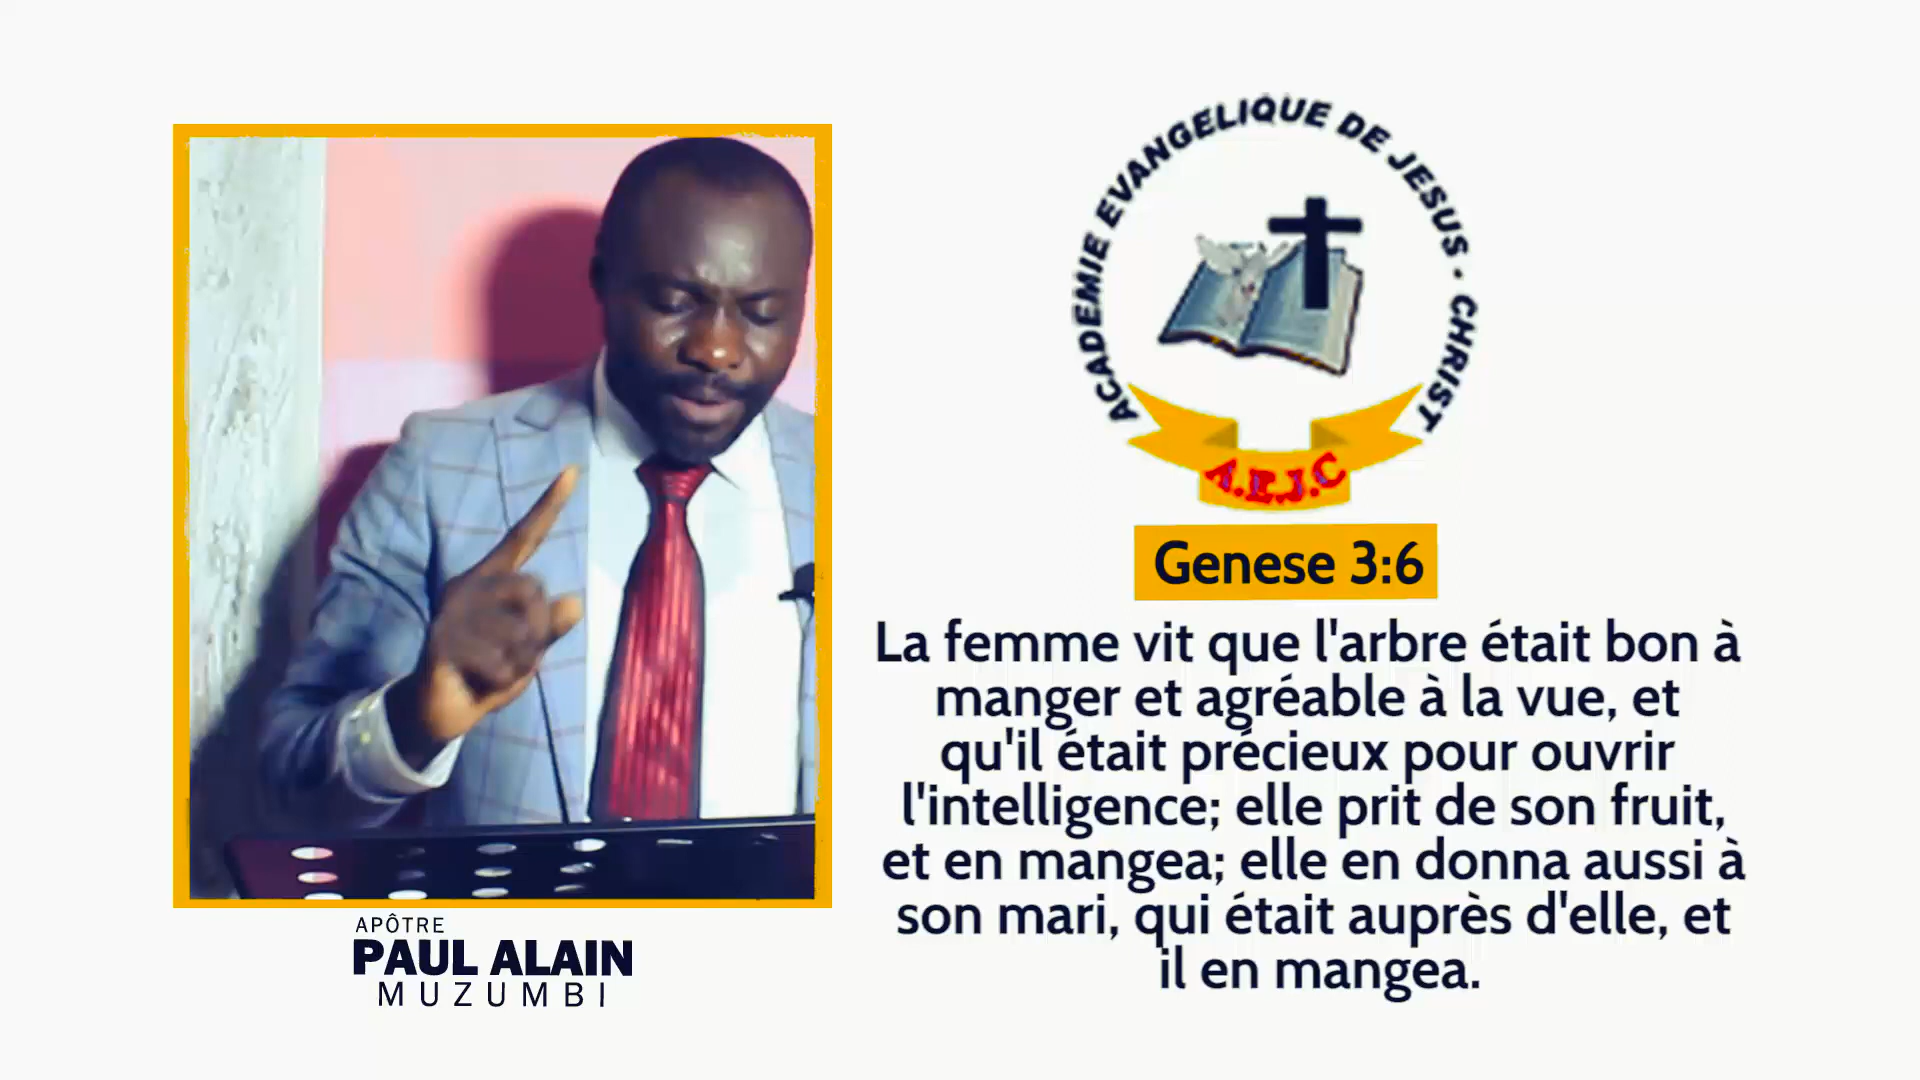 ACADEMIE EVANGELIQUE DE JESUS - CHRIST
A.E.J.C
Genese 3:6
La femme vit que l'arbre était bon à
manger et agréable à la vue, et
qu'il était précieux pour ouvrir
l'intelligence; elle prit de son fruit,
et en mangea; elle en donna aussi à
son mari, qui était auprès d'elle, et
il en mangea.
APÔTRE
PAUL ALAIN
MUZUMBI